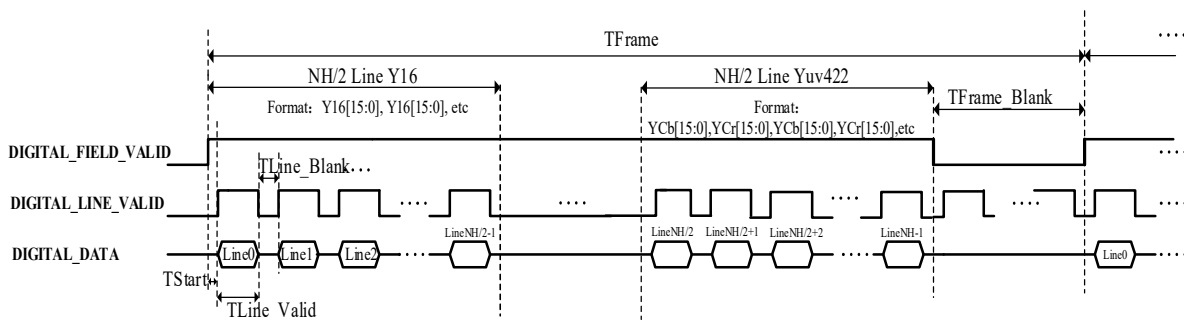 TFrame
....
NH/2 Line Y16
NH/2 Line Yuv422
Format：Y16[15:0], Y16[15:0], etc
Format：
YCb[15:0],YCr[15:0],YCb[15:0],YCr[15:0],etc
TFrame_Blank
DIGITAL_FIELD_VALID
TLine_Blank
....
....
DIGITAL_LINE_VALID
....
....
....
....
....
DIGITAL_DATA
Line0
Line1
Line2
....
LineNH/2-1
LineNH/2
LineNH/2+1
LineNH/2+2
....
LineNH-1
Line0
....
TStart
TLine_Valid